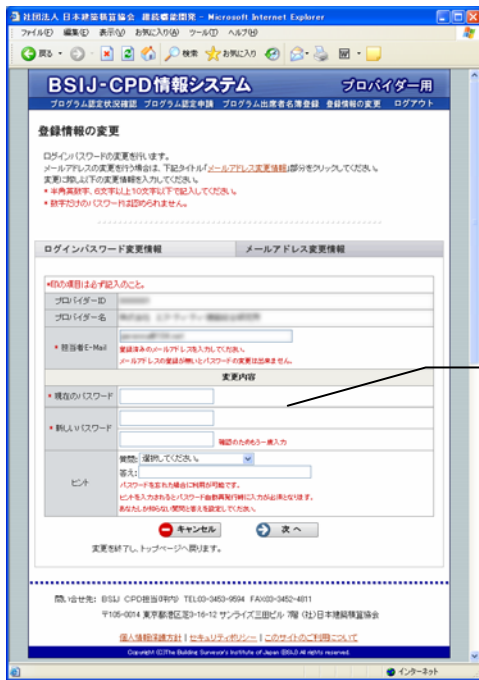 社団法人 日本建築積算協会 継続能力開発 - Microsoft Internet Explorer
ファイル(F) 編集(E) 表示(V) お気に入り(A) ツール(T) ヘルプ(H)
戻る 検索 お気に入り
BSIJ-CPD情報システム プロバイダー用
プログラム認定状況確認 プログラム認定申請 プログラム出席者名簿登録 登録情報の変更 ログアウト
登録情報の変更
ログインパスワードの変更を行います。
メールアドレスの変更を行う場合は、下記タイトル「メールアドレス変更情報」部分をクリックしてください。
変更に際し以下の変更情報を入力してください。
* 半角英数字、6文字以上10文字以下で記入してください。
* 数字だけのパスワードは認められません。
ログインパスワード変更情報 メールアドレス変更情報
*印の項目は必ず記入のこと。
プロバイダーID
プロバイダー名
* 担当者E-Mail
登録済みのメールアドレスを入力してください。
メールアドレスの登録が無いとパスワードの変更は出来ません。
変更内容
* 現在のパスワード
* 新しいパスワード
確認のためもう一度入力
ヒント
質問: 選択してください。
答え:
パスワードを忘れた場合に利用が可能です。
ヒントを入力されるとパスワード自動再発行時に入力が必須となります。
あなたしか知らない質問と答えを設定してください。
キャンセル 次 へ
変更を終了し、トップページへ戻ります。
問い合せ先: BSIJ CPD担当(時内) TEL:03-3453-9594 FAX:03-3452-4811
〒105-0014 東京都港区芝3-16-12 サンライズ三田ビル 7階 (社)日本建築積算協会
個人情報保護方針 | セキュリティポリシー | このサイトのご利用について
Copyright (C)The Building Surveyor's Institute of Japan (BSIJ) All rights reserved.
インターネット